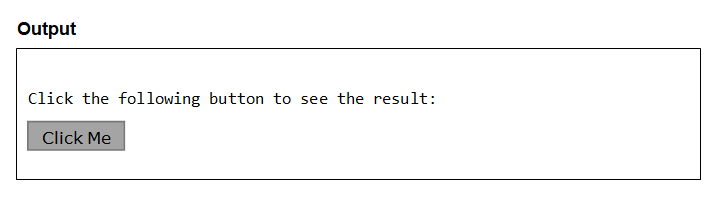 Output
Click the following button to see the result:
Click Me